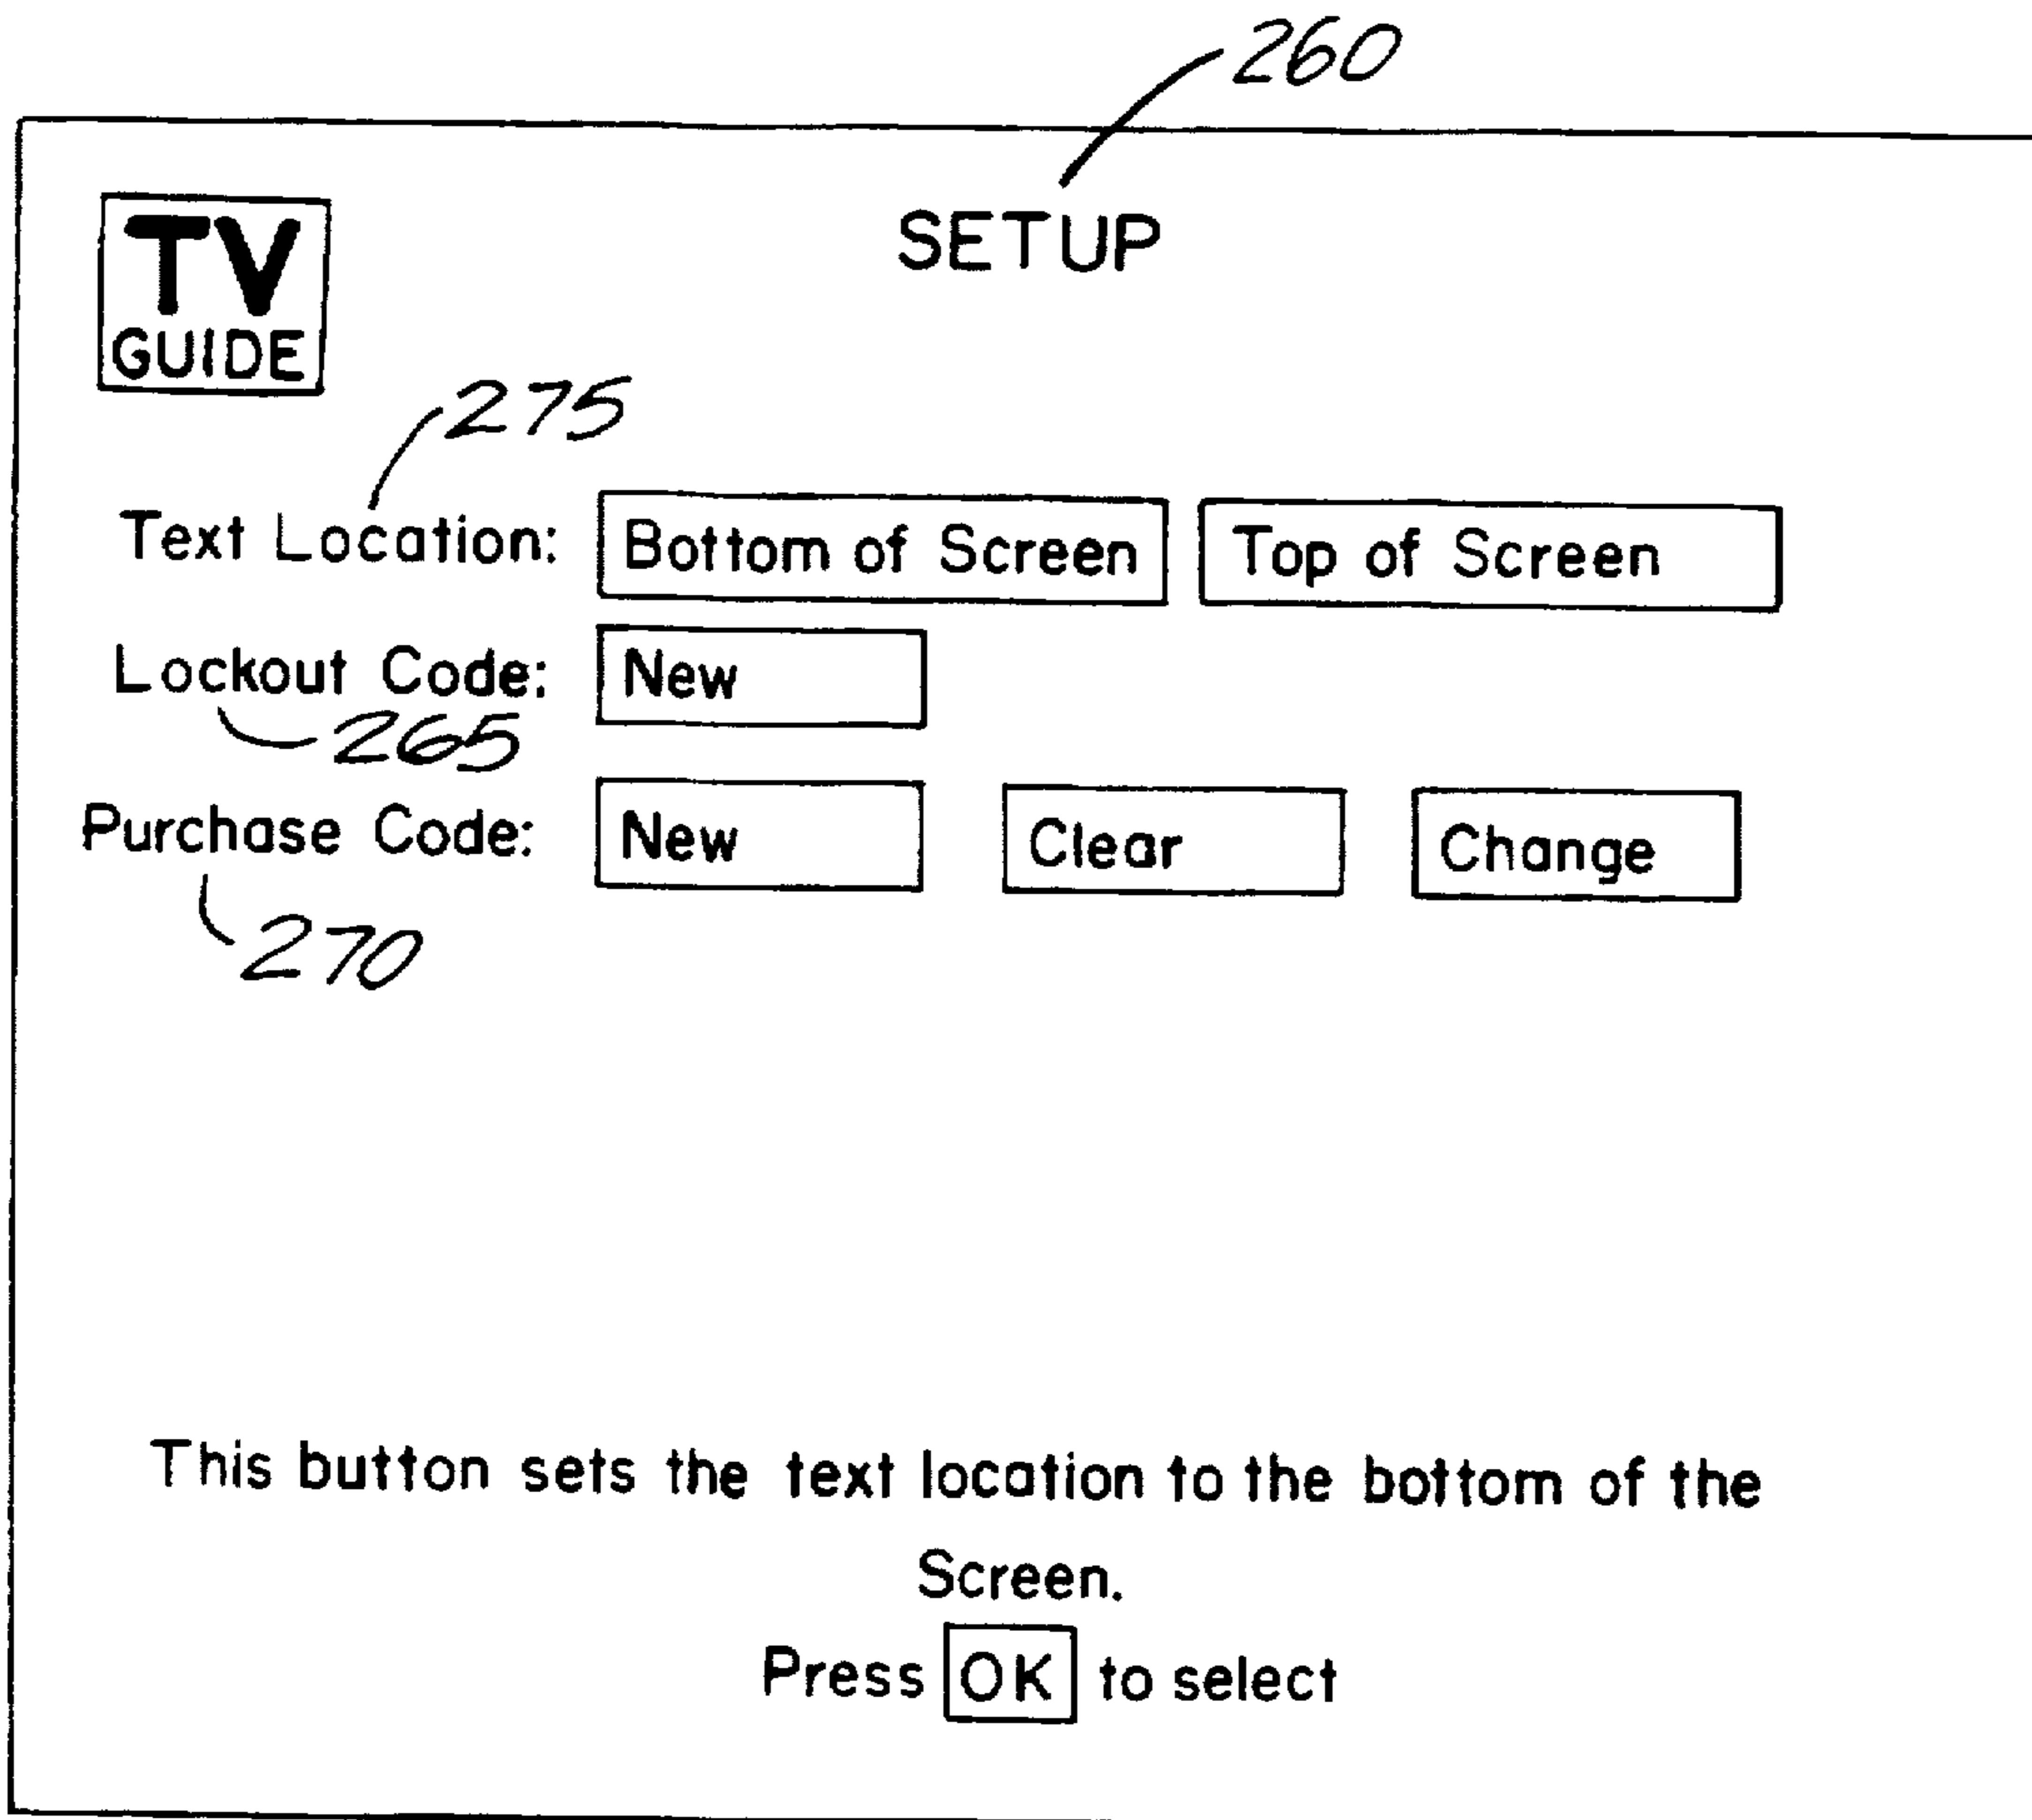 260
TV
GUIDE
SETUP
275
Text Location: Bottom of Screen Top of Screen
Lockout Code: New
265
Purchase Code: New Clear Change
270
This button sets the text location to the bottom of the
Screen.
Press OK to select